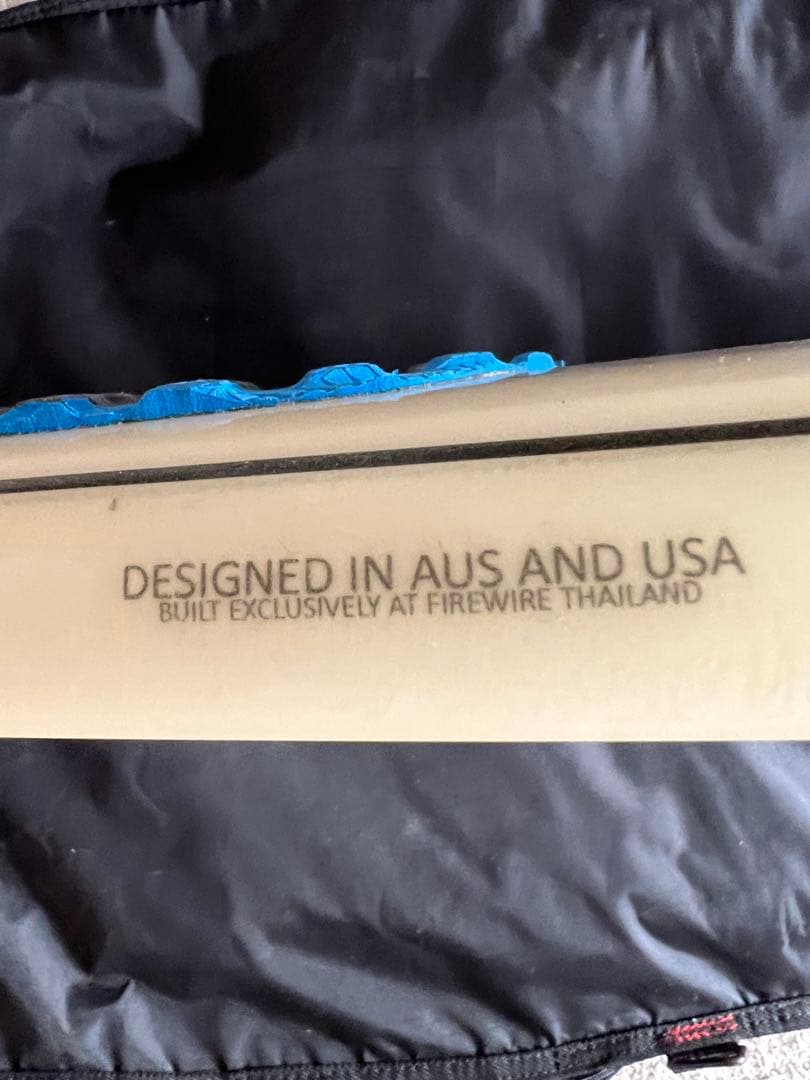 DESIGNED IN AUS AND USA
BUILT EXCLUSIVELY AT FIREWIRE THAILAND